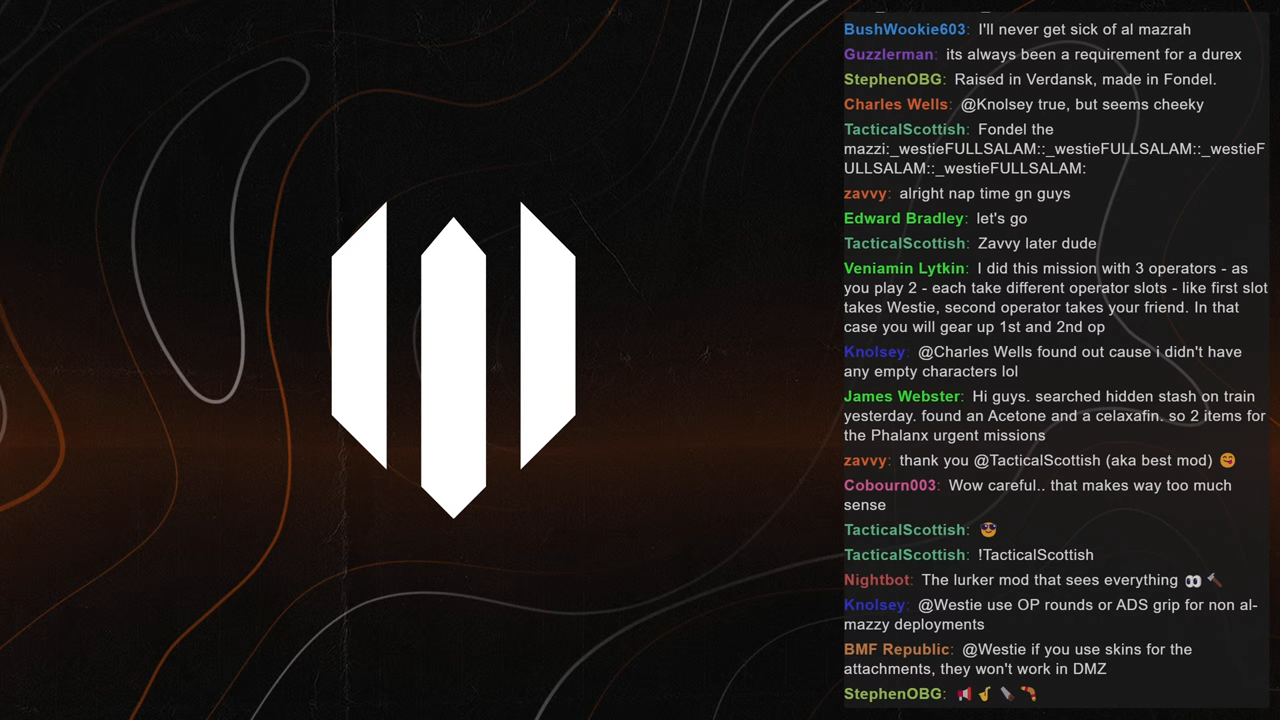 BushWookie603: I'll never get sick of al mazrah
Guzzlerman: its always been a requirement for a durex
StephenOBG: Raised in Verdansk, made in Fondel.
Charles Wells: @Knolsey true, but seems cheeky
TacticalScottish: Fondel the
mazzi:_westieFULLSALAM::_westieFULLSALAM::_westieF
ULLSALAM::_westieFULLSALAM:
zavvy: alright nap time gn guys
Edward Bradley: let's go
TacticalScottish: Zavvy later dude
Veniamin Lytkin: I did this mission with 3 operators - as
you play 2 - each take different operator slots - like first slot
takes Westie, second operator takes your friend. In that
case you will gear up 1st and 2nd op
Knolsey: @Charles Wells found out cause i didn't have
any empty characters lol
James Webster: Hi guys. searched hidden stash on train
yesterday. found an Acetone and a celaxafin. so 2 items for
the Phalanx urgent missions
zavvy: thank you @TacticalScottish (aka best mod) 😄
Cobourn003: Wow careful.. that makes way too much
sense
TacticalScottish: 😎
TacticalScottish: !TacticalScottish
Nightbot: The lurker mod that sees everything 👀🔨
Knolsey: @Westie use OP rounds or ADS grip for non al-
mazzy deployments
BMF Republic: @Westie if you use skins for the
attachments, they won't work in DMZ
StephenOBG: 📢 🎷 🪚 🪃